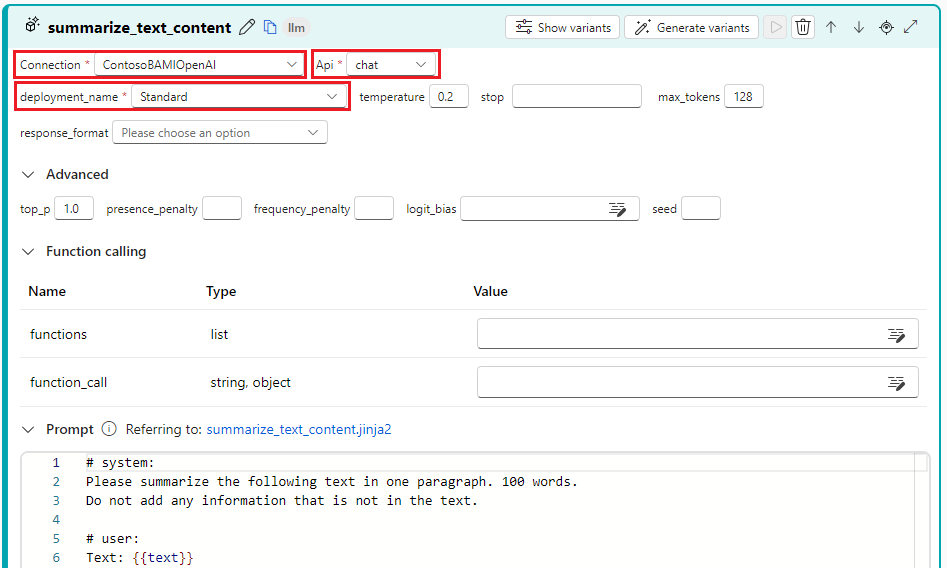 summarize_text_content llm Show variants Generate variants
Connection * ContosoBAMIOpenAI Api * chat
deployment_name * Standard temperature 0.2 stop max_tokens 128
response_format Please choose an option
Advanced
top_p 1.0 presence_penalty frequency_penalty logit_bias seed
Function calling
Name Type Value
functions list
function_call string, object
Prompt Referring to: summarize_text_content.jinja2
1 # system:
2 Please summarize the following text in one paragraph. 100 words.
3 Do not add any information that is not in the text.
4
5 # user:
6 Text: {{text}}